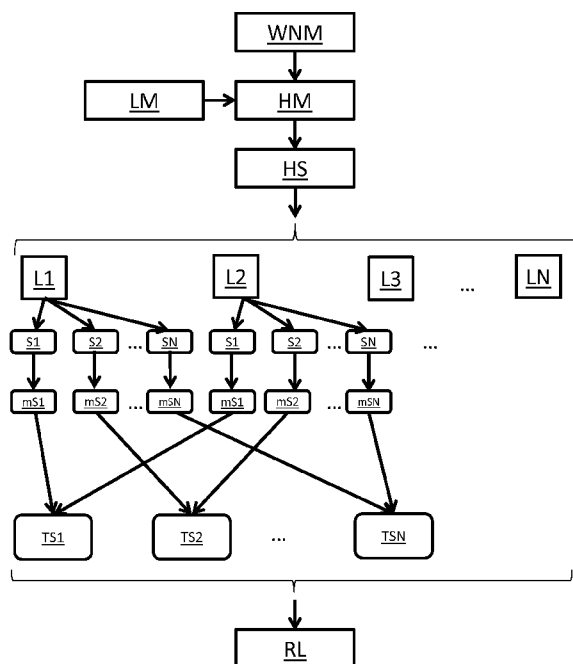 WNM
LM HM
HS
L1 L2 L3 ... LN
S1 S2 ... SN S1 S2 ... SN ...
mS1 mS2 ... mSN mS1 mS2 ... mSN
TS1 TS2 ... TSN
RL